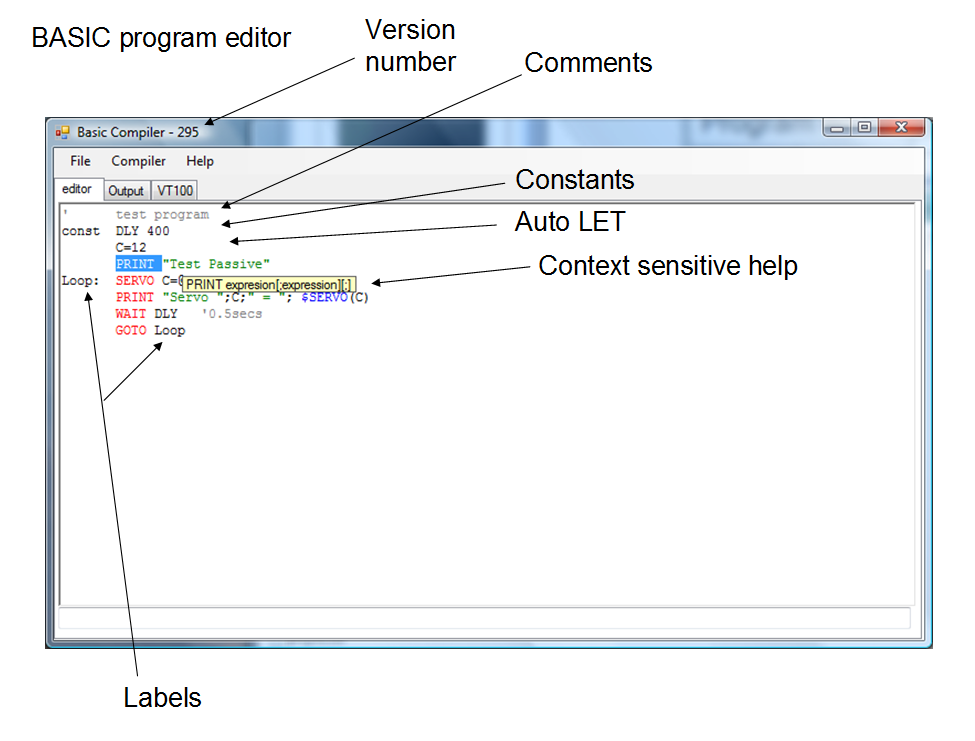 BASIC program editor
Version
number
Comments
Basic Compiler - 295
File Compiler Help
editor Output VT100
Constants
Auto LET
Context sensitive help
' test program
const DLY 400
C=12
PRINT "Test Passive"
Loop: SERVO C=
PRINT expresion[;expression][;]
PRINT "Servo ";C;" = "; $SERVO(C)
WAIT DLY '0.5secs
GOTO Loop
Labels